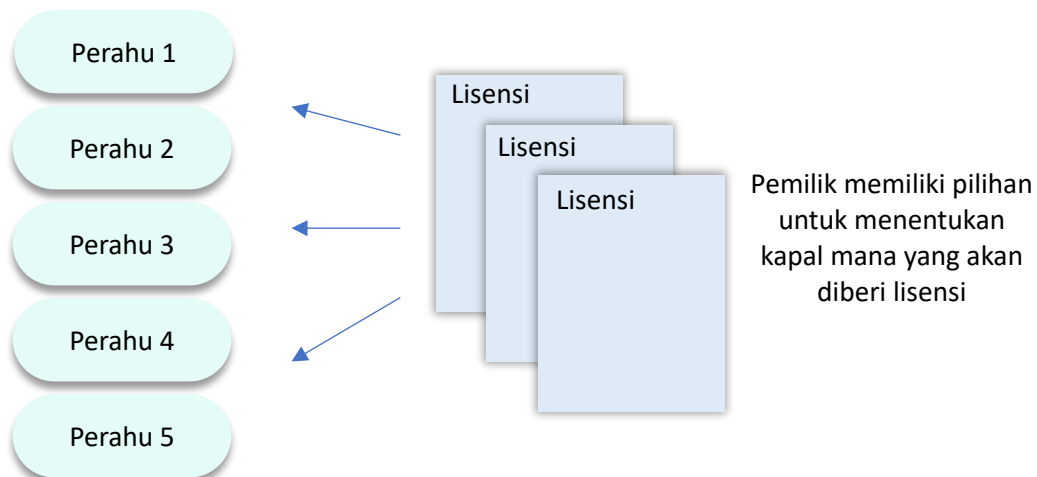 Perahu 1
Perahu 2
Perahu 3
Perahu 4
Perahu 5
Lisensi
Lisensi
Lisensi
Pemilik memiliki pilihan
untuk menentukan
kapal mana yang akan
diberi lisensi